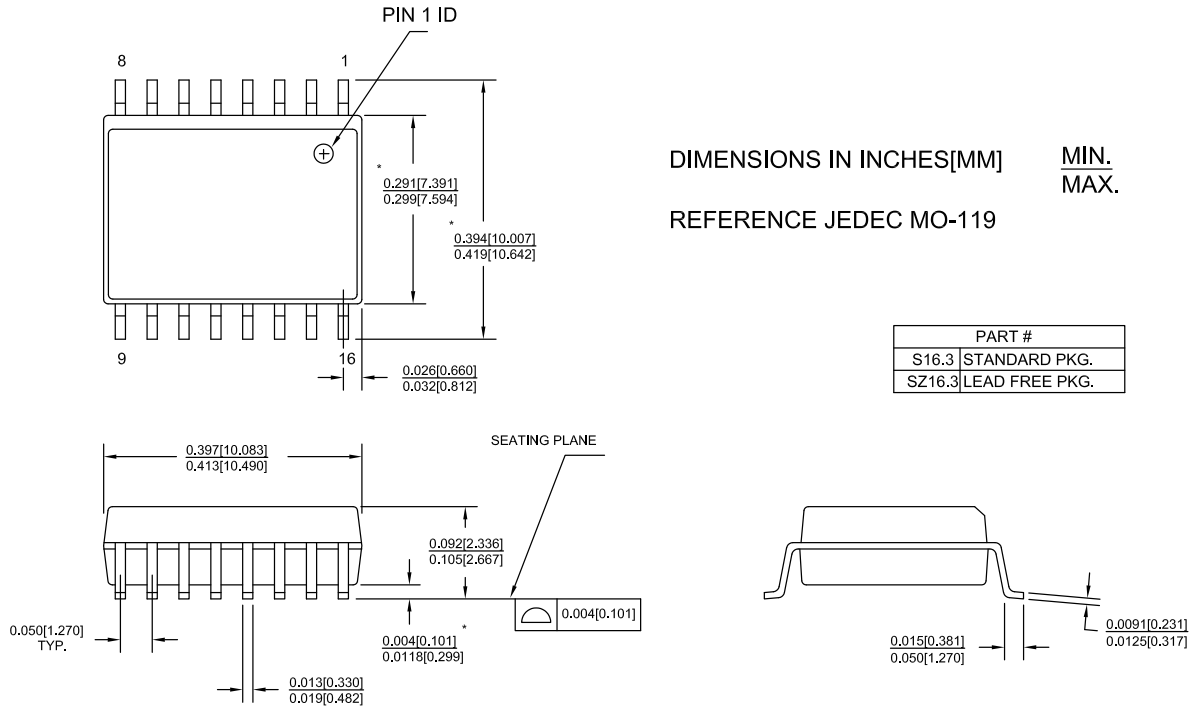 PIN 1 ID
8
1
*
0.291[7.391]
0.299[7.594]
*
0.394[10.007]
0.419[10.642]
9
16
0.026[0.660]
0.032[0.812]
DIMENSIONS IN INCHES[MM]
MIN.
MAX.
REFERENCE JEDEC MO-119
PART #
S16.3 STANDARD PKG.
SZ16.3 LEAD FREE PKG.
0.397[10.083]
0.413[10.490]
SEATING PLANE
0.092[2.336]
0.105[2.667]
0.004[0.101]
0.050[1.270]
TYP.
*
0.004[0.101]
0.0118[0.299]
0.013[0.330]
0.019[0.482]
0.015[0.381]
0.050[1.270]
0.0091[0.231]
0.0125[0.317]